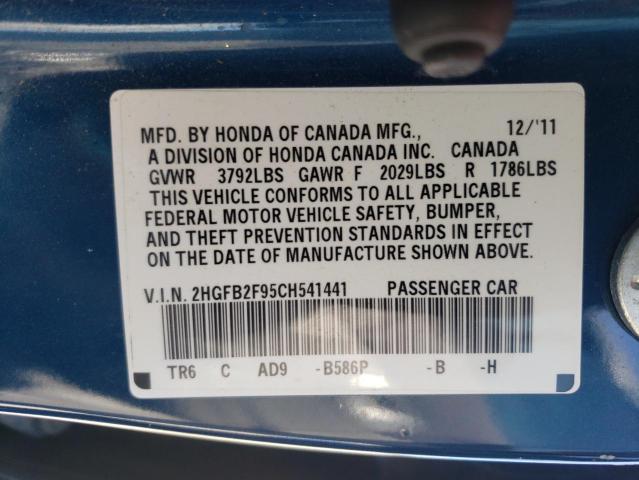 MFD. BY HONDA OF CANADA MFG., 12/'11
A DIVISION OF HONDA CANADA INC. CANADA
GVWR 3792LBS GAWR F 2029LBS R 1786LBS
THIS VEHICLE CONFORMS TO ALL APPLICABLE
FEDERAL MOTOR VEHICLE SAFETY, BUMPER,
AND THEFT PREVENTION STANDARDS IN EFFECT
ON THE DATE OF MANUFACTURE SHOWN ABOVE.
V.I.N. 2HGFB2F95CH541441 PASSENGER CAR
TR6 C AD9 -B586P -B -H